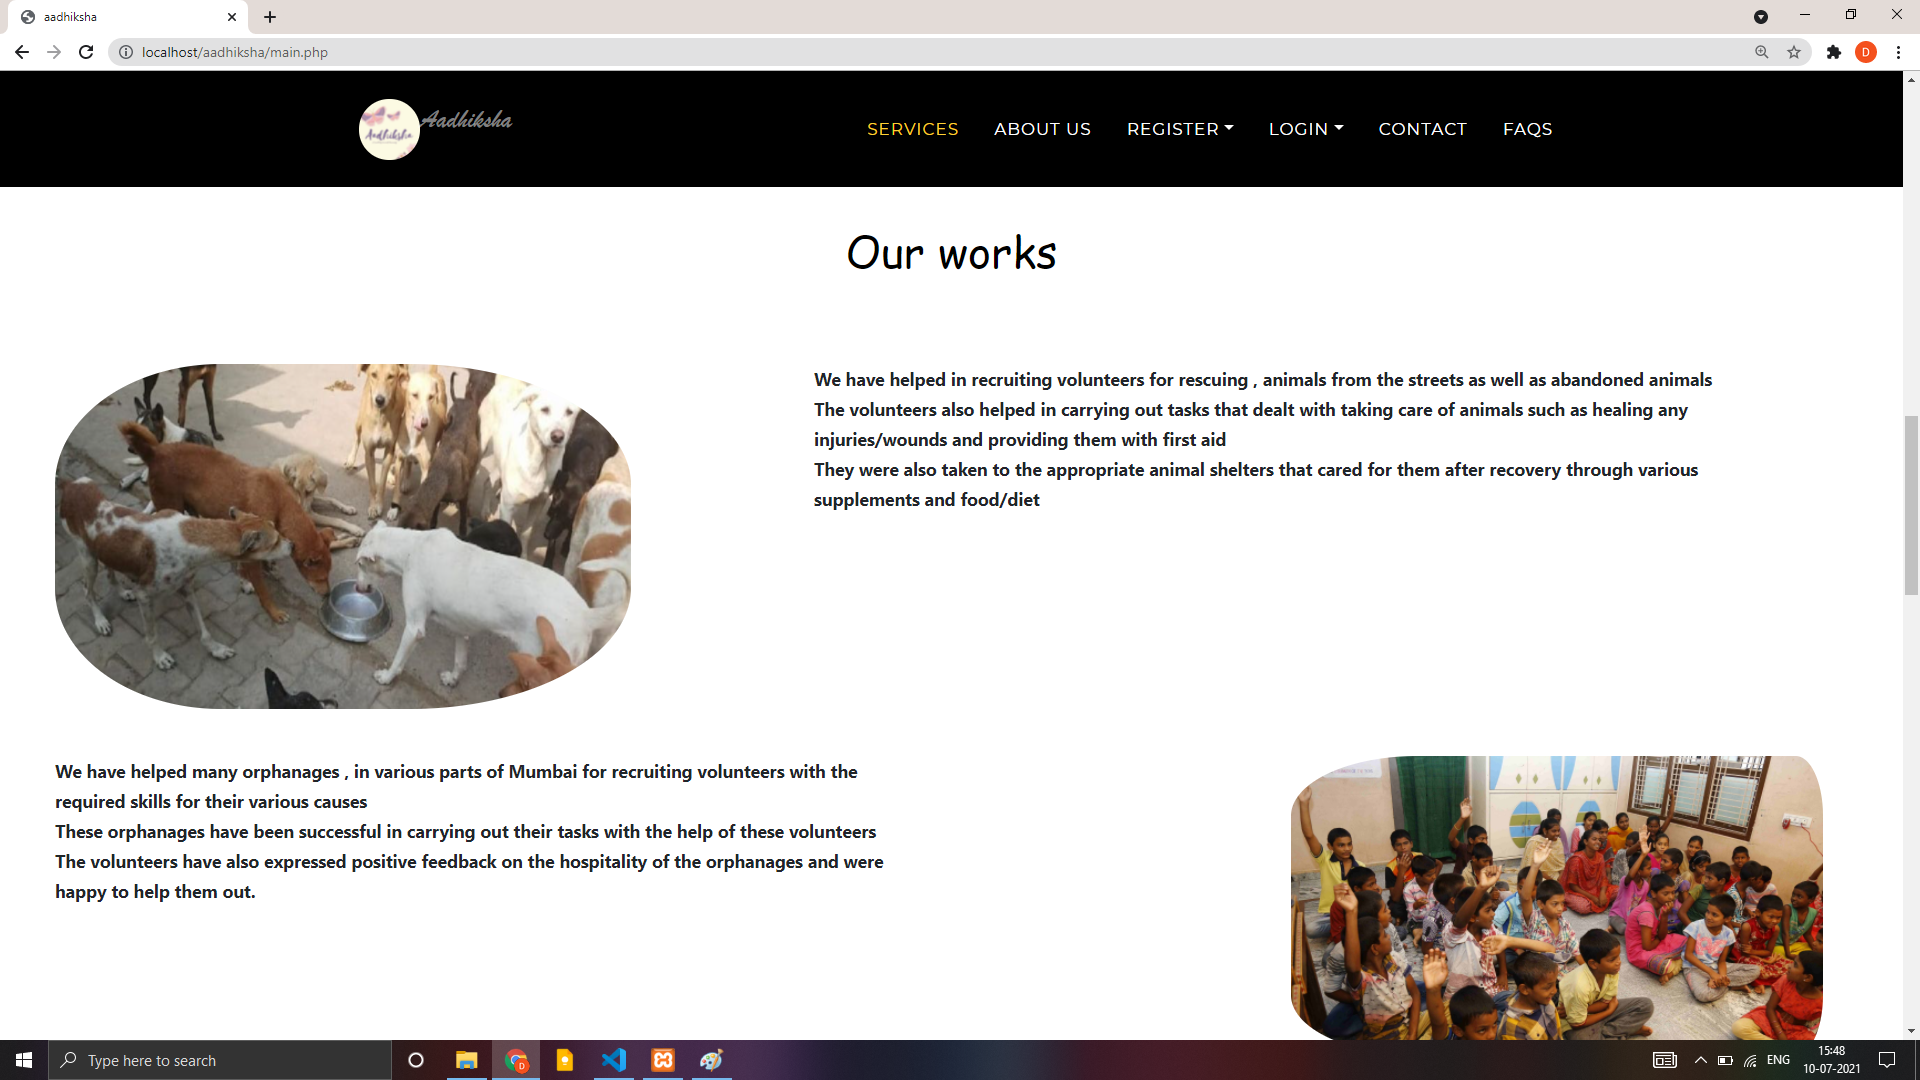 aadhiksha
localhost/aadhiksha/main.php
D
Aadhiksha
Aadhiksha
SERVICES
ABOUT US
REGISTER
LOGIN
CONTACT
FAQS
Our works
We have helped in recruiting volunteers for rescuing , animals from the streets as well as abandoned animals
The volunteers also helped in carrying out tasks that dealt with taking care of animals such as healing any
injuries/wounds and providing them with first aid
They were also taken to the appropriate animal shelters that cared for them after recovery through various
supplements and food/diet
We have helped many orphanages , in various parts of Mumbai for recruiting volunteers with the
required skills for their various causes
These orphanages have been successful in carrying out their tasks with the help of these volunteers
The volunteers have also expressed positive feedback on the hospitality of the orphanages and were
happy to help them out.
Type here to search
D
ENG
15:48
10-07-2021